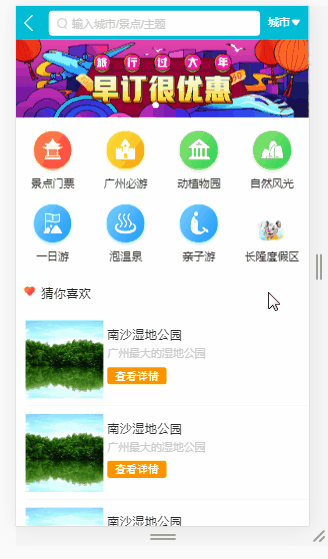 输入城市/景点/主题
城市
旅行过大年
早订很优惠
景点门票
广州必游
动植物园
自然风光
一日游
泡温泉
亲子游
长隆度假区
猜你喜欢
南沙湿地公园
广州最大的湿地公园
查看详情
南沙湿地公园
广州最大的湿地公园
查看详情
南沙湿地公园